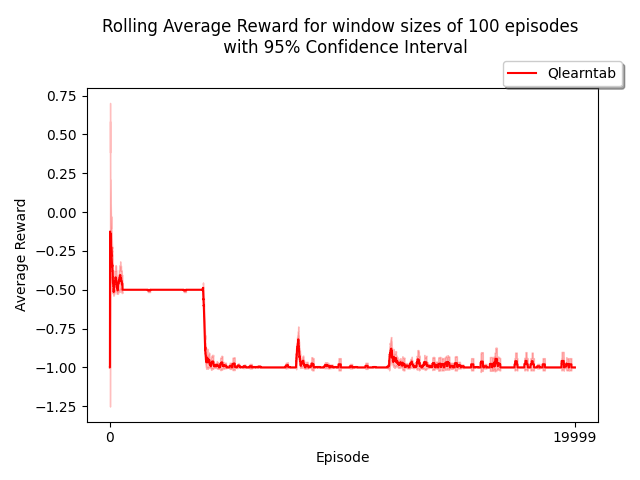 Rolling Average Reward for window sizes of 100 episodes
with 95% Confidence Interval
Qlearntab
0.75
0.50
0.25
0.00
−0.25
−0.50
−0.75
−1.00
−1.25
Average Reward
0
19999
Episode